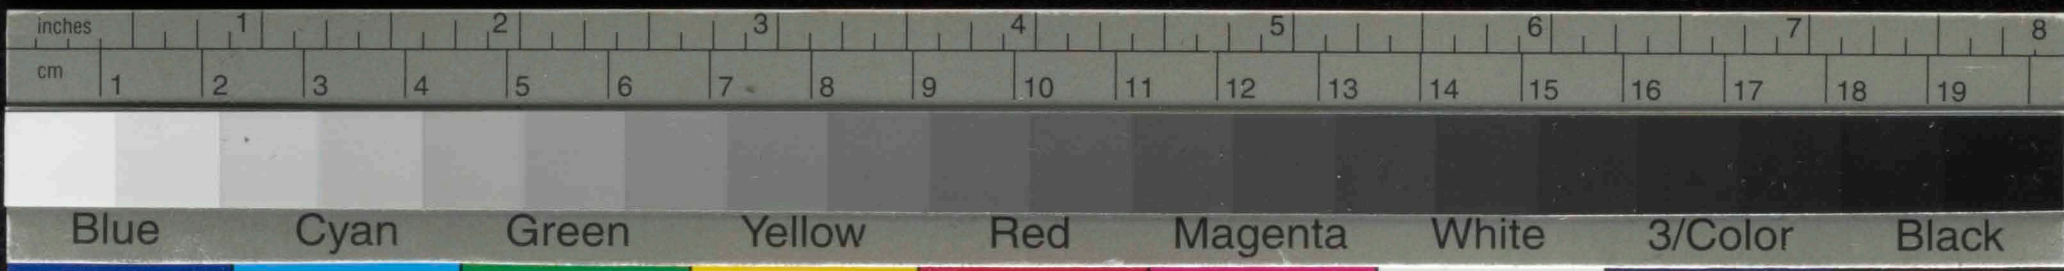 inches 1 2 3 4 5 6 7 8
cm 1 2 3 4 5 6 7 8 9 10 11 12 13 14 15 16 17 18 19
Blue Cyan Green Yellow Red Magenta White 3/Color Black